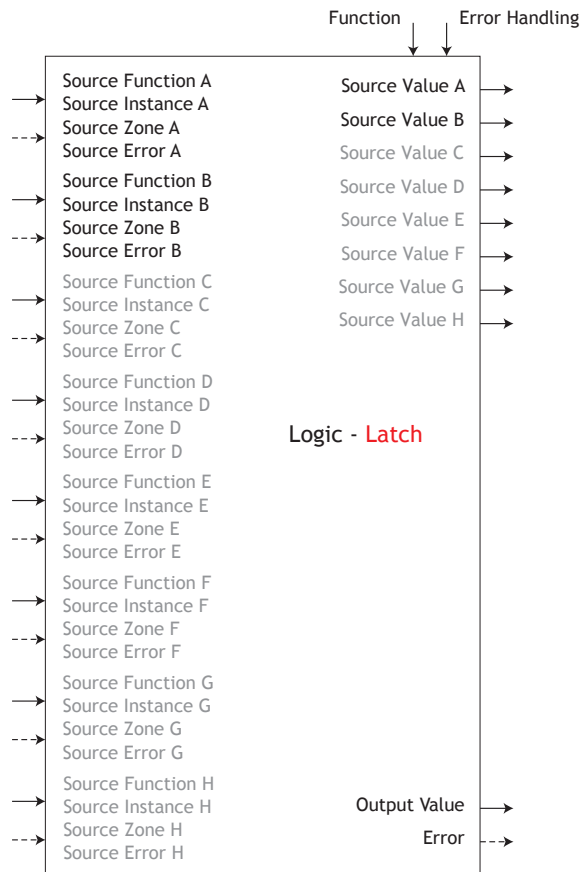 Function
Error Handling
Source Function A
Source Instance A
Source Zone A
Source Error A
Source Function B
Source Instance B
Source Zone B
Source Error B
Source Function C
Source Instance C
Source Zone C
Source Error C
Source Function D
Source Instance D
Source Zone D
Source Error D
Source Function E
Source Instance E
Source Zone E
Source Error E
Source Function F
Source Instance F
Source Zone F
Source Error F
Source Function G
Source Instance G
Source Zone G
Source Error G
Source Function H
Source Instance H
Source Zone H
Source Error H
Source Value A
Source Value B
Source Value C
Source Value D
Source Value E
Source Value F
Source Value G
Source Value H
Logic - Latch
Output Value
Error